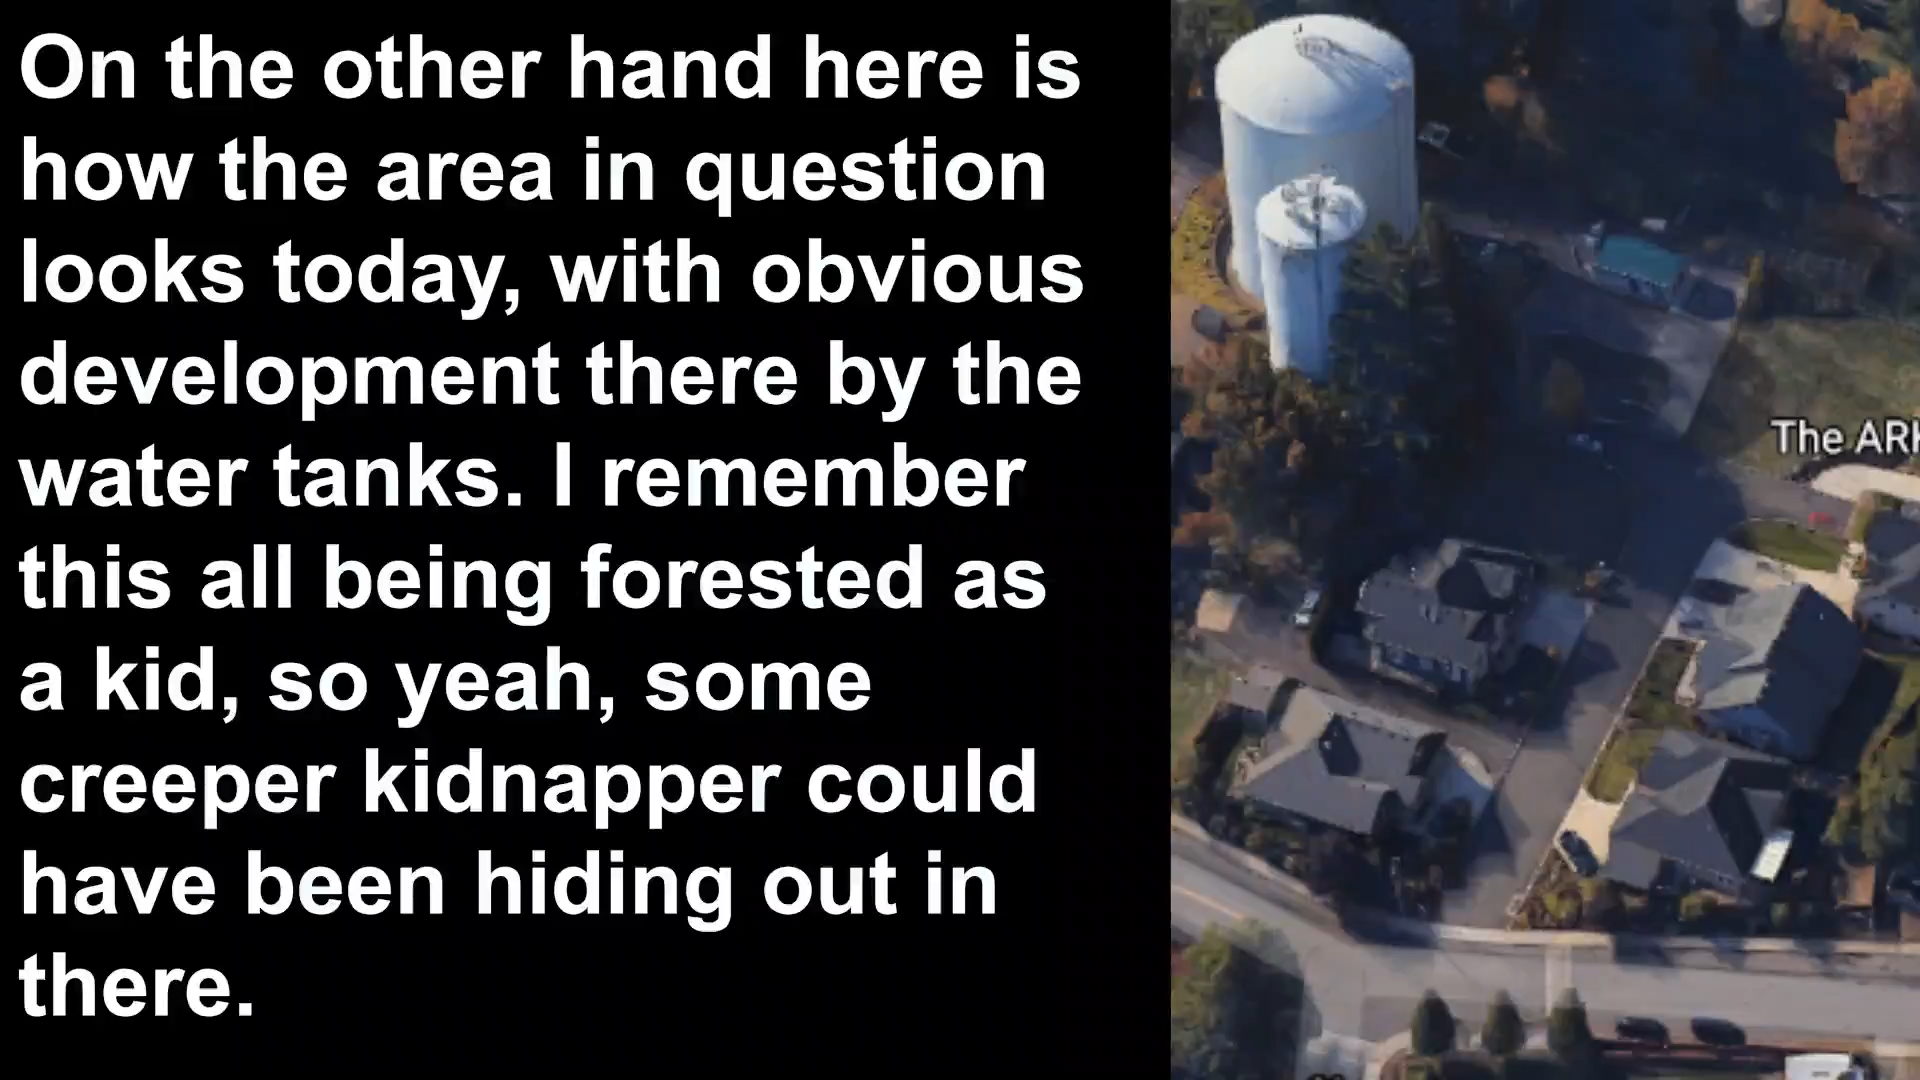 On the other hand here is
how the area in question
looks today, with obvious
development there by the
water tanks. I remember
this all being forested as
a kid, so yeah, some
creeper kidnapper could
have been hiding out in
there.
The ARK